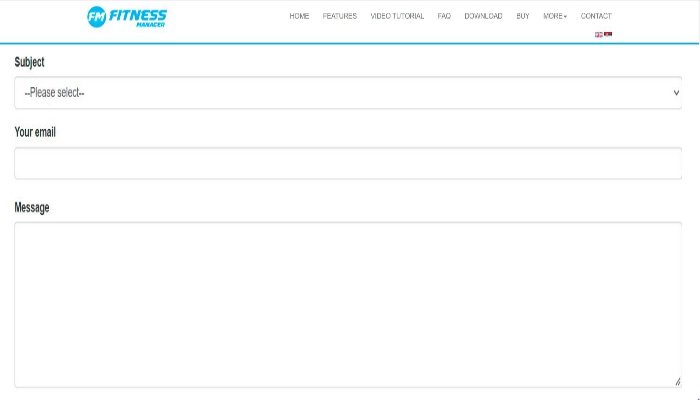 FM FITNESS
MANAGER
HOME FEATURES VIDEO TUTORIAL FAQ DOWNLOAD BUY MORE CONTACT
Subject
--Please select--
Your email
Message